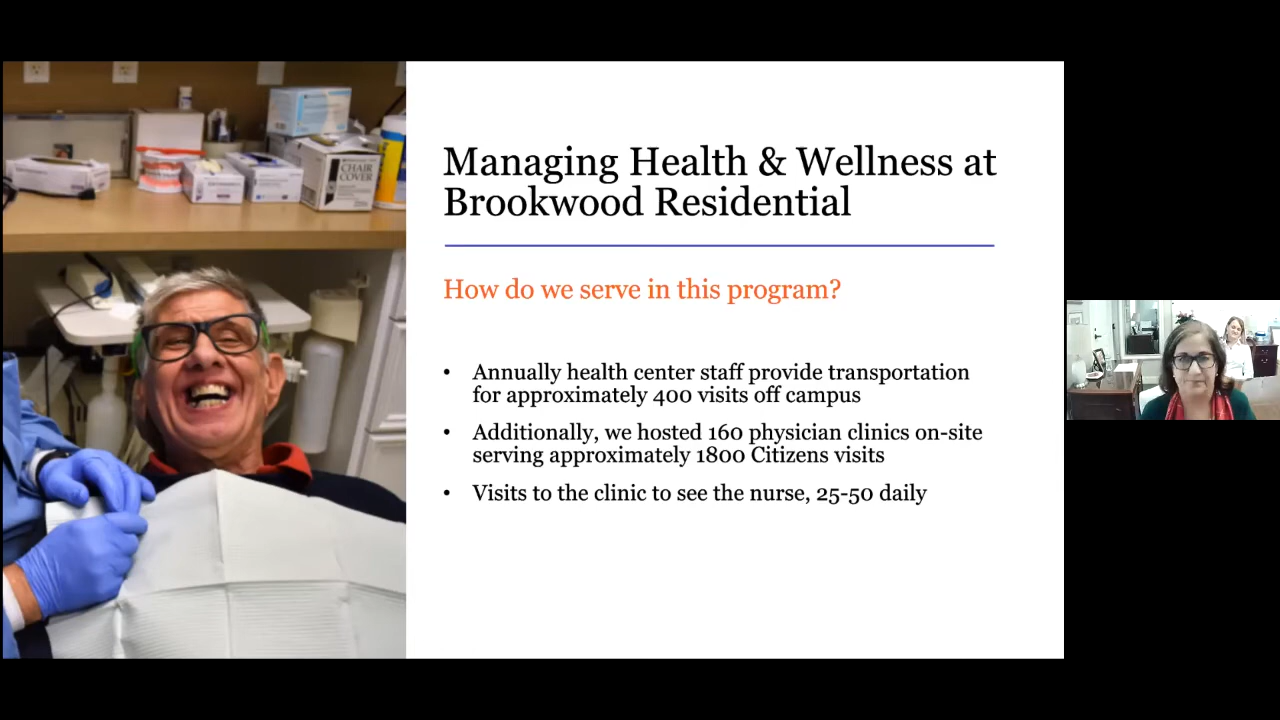 Managing Health & Wellness at
Brookwood Residential
How do we serve in this program?
• Annually health center staff provide transportation
for approximately 400 visits off campus
• Additionally, we hosted 160 physician clinics on-site
serving approximately 1800 Citizens visits
• Visits to the clinic to see the nurse, 25-50 daily
CHAIR
COVER